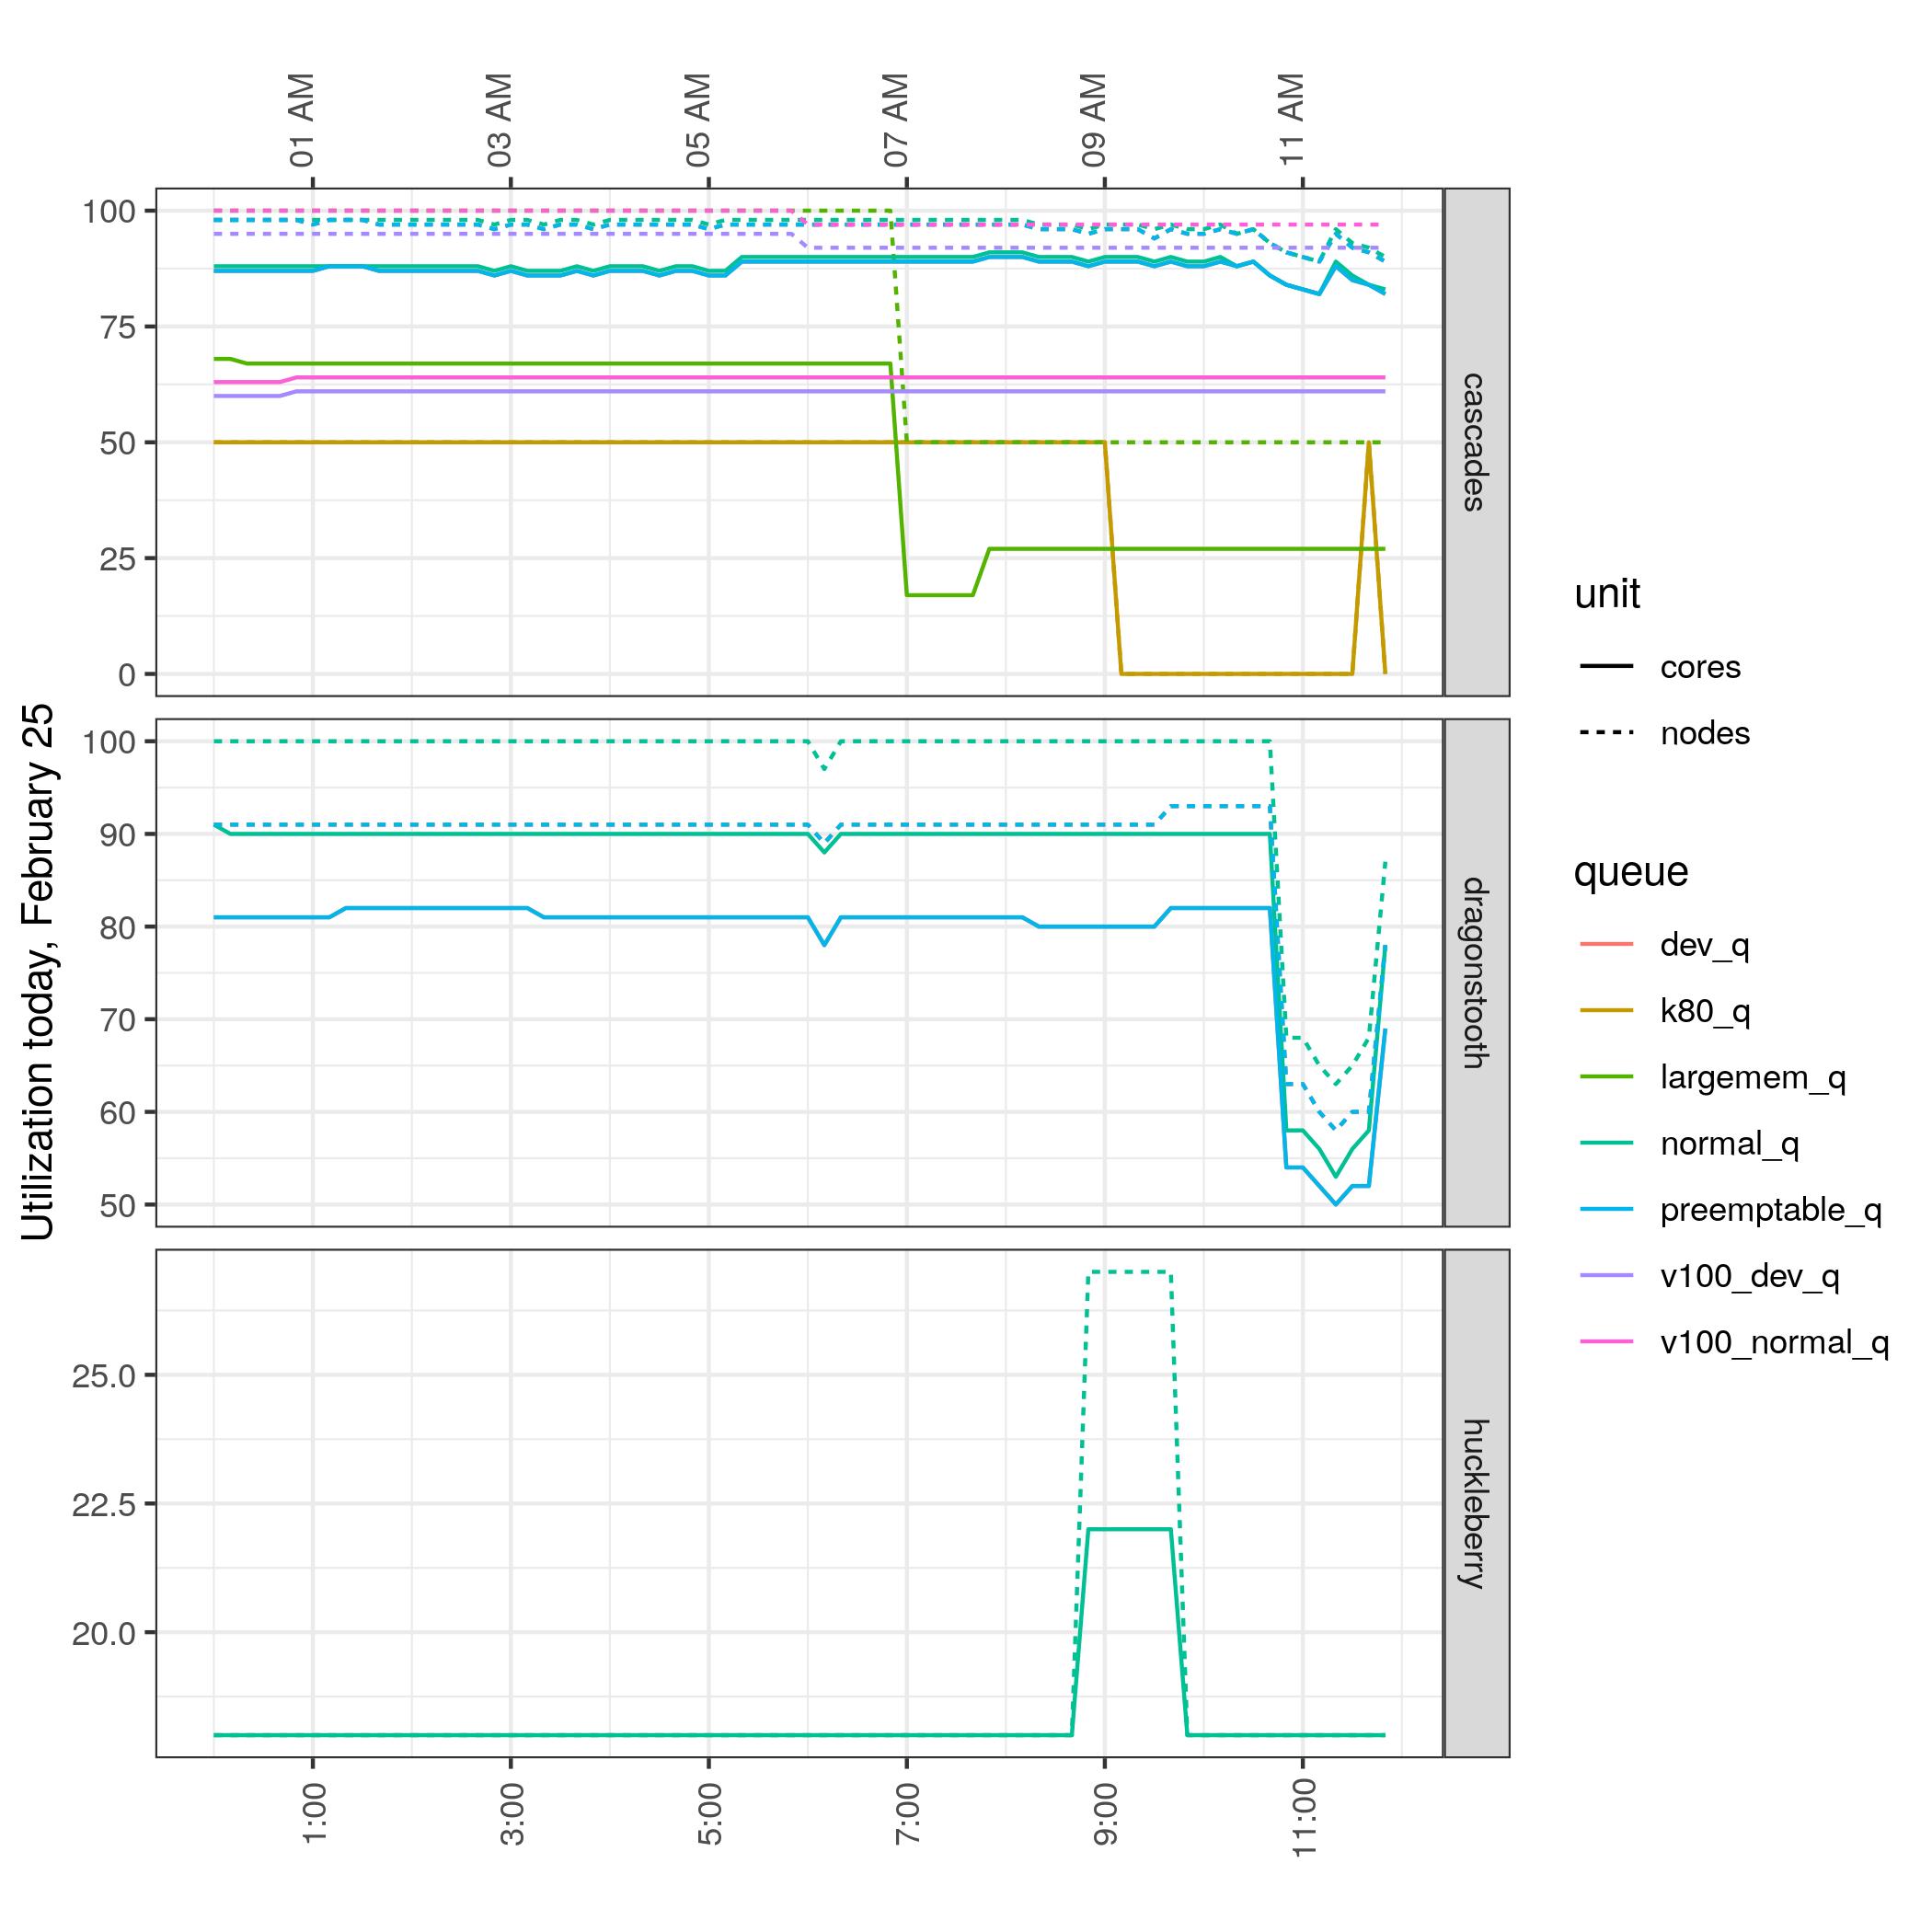 01 AM
03 AM
05 AM
07 AM
09 AM
11 AM
Utilization today, February 25
100
75
50
25
0
cascades
100
90
80
70
60
50
dragonstooth
25.0
22.5
20.0
huckleberry
1:00
3:00
5:00
7:00
9:00
11:00
unit
cores
nodes
queue
dev_q
k80_q
largemem_q
normal_q
preemptable_q
v100_dev_q
v100_normal_q